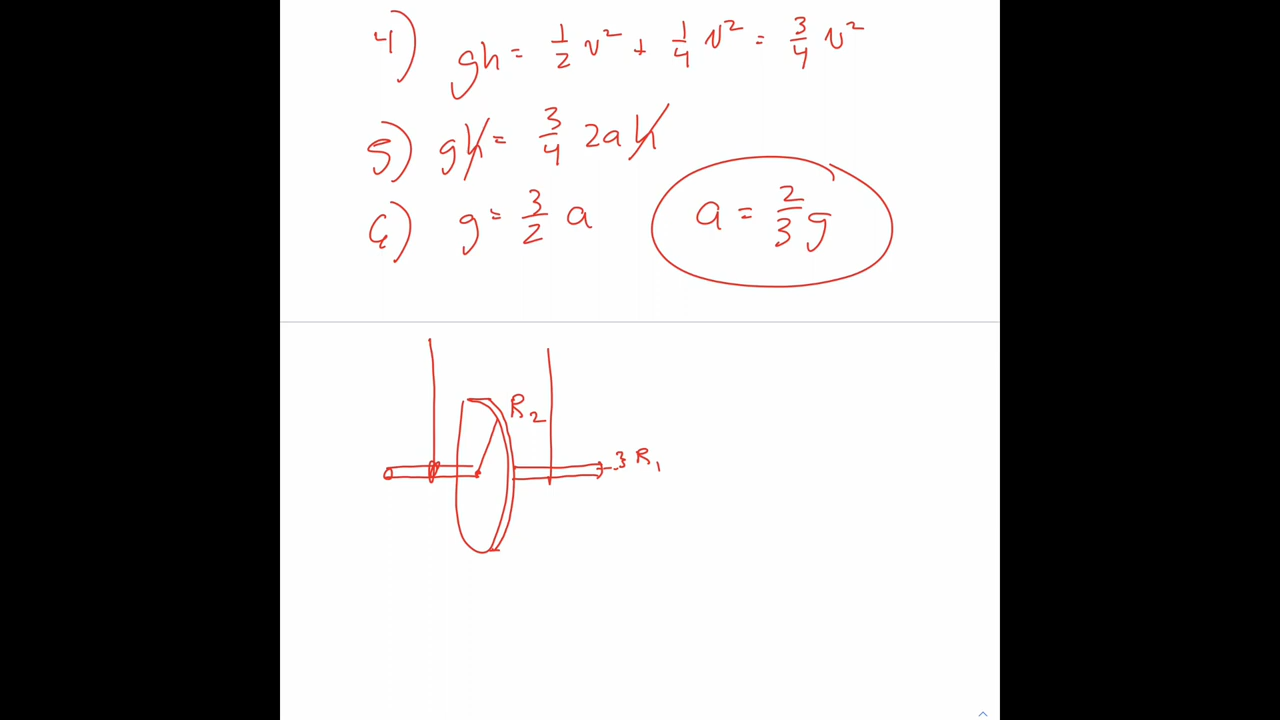 4) gh = 1/2 v² + 1/4 v² = 3/4 v²
5) gh = 3/4 2ah
6) g = 3/2 a a = 2/3 g
R₂
R₁